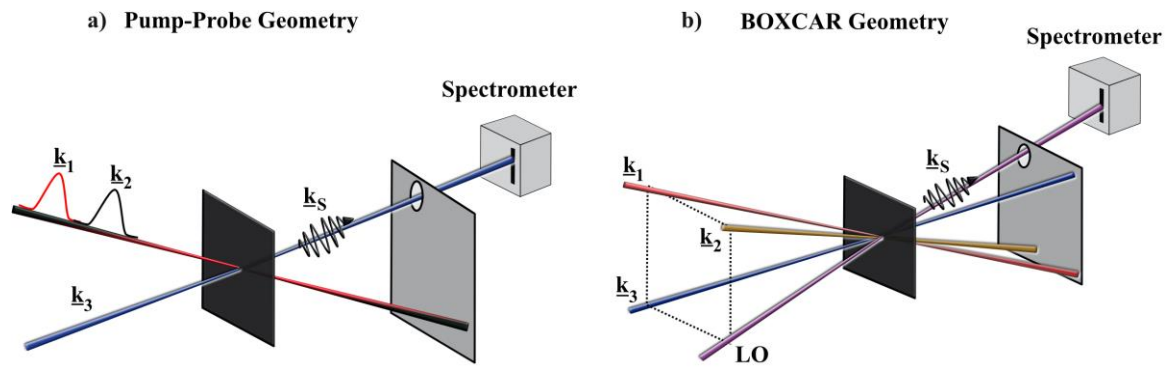 a) Pump-Probe Geometry
Spectrometer
k1
k2
kS
k3
b) BOXCAR Geometry
Spectrometer
k1
kS
k2
k3
LO